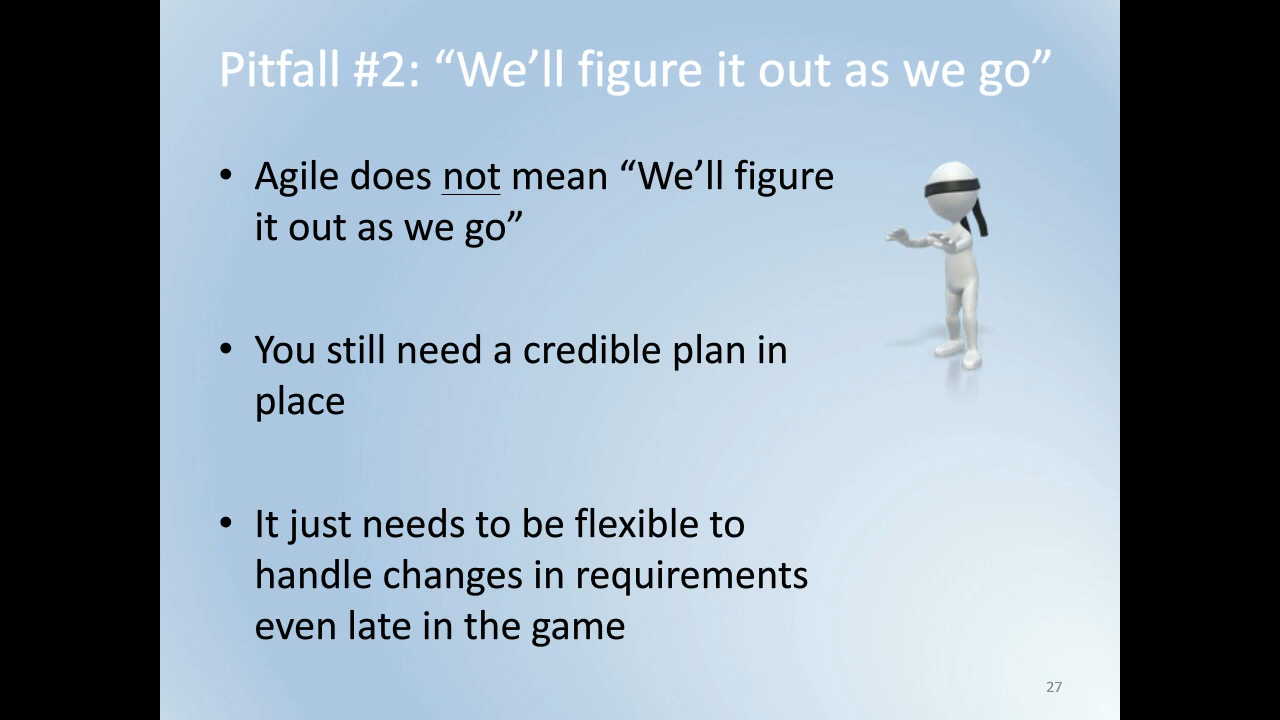 Pitfall #2: “We’ll figure it out as we go”
• Agile does not mean “We’ll figure
it out as we go”
• You still need a credible plan in
place
• It just needs to be flexible to
handle changes in requirements
even late in the game
27